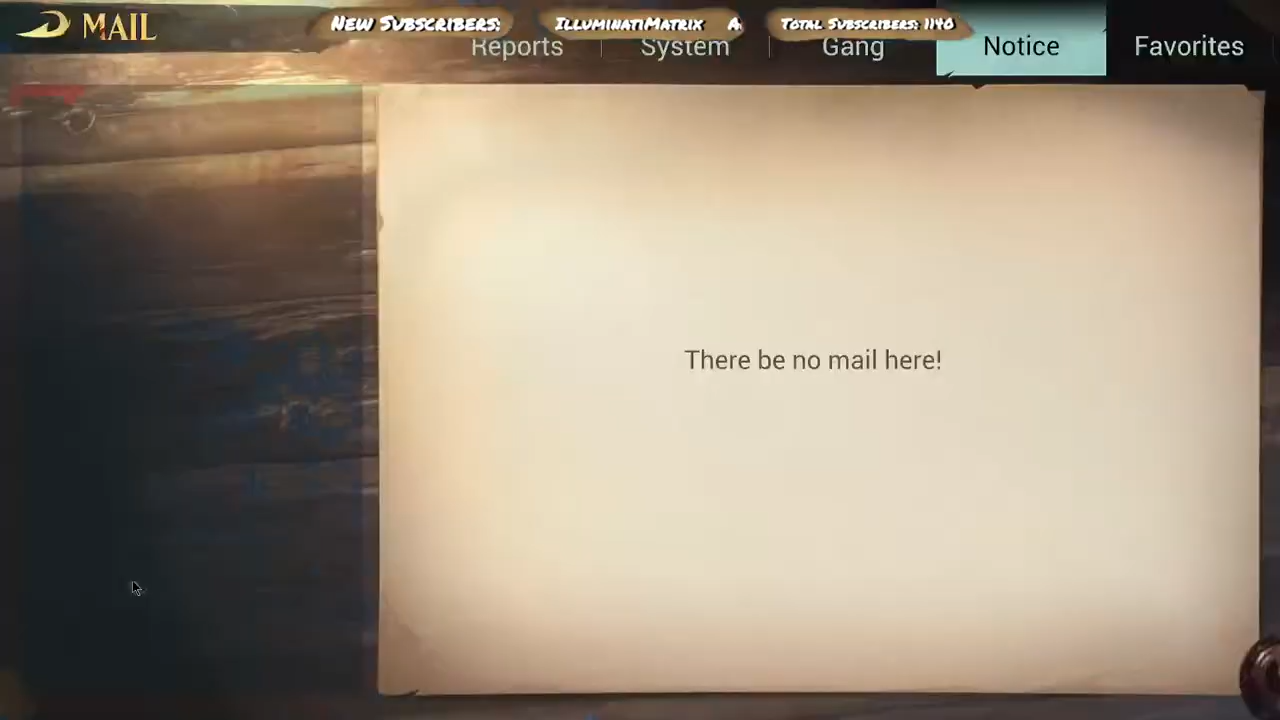 MAIL
New Subscribers:
IlluminatiMatrix A
Total Subscribers: 1140
Reports
System
Gang
Notice
Favorites
There be no mail here!